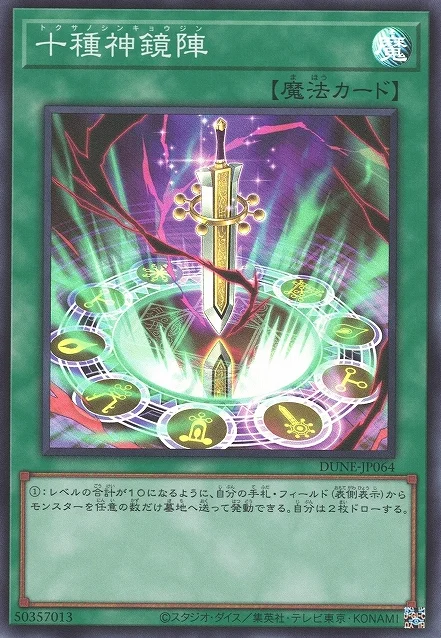 トクサノシンキョウジン
十種神鏡陣
魔
【魔法カード】
DUNE-JP064
①：レベルの合計が１０になるように、自分の手札・フィールド（表側表示）から
モンスターを任意の数だけ墓地へ送って発動できる。自分は２枚ドローする。
50357013
©スタジオ・ダイス／集英社・テレビ東京・KONAMI